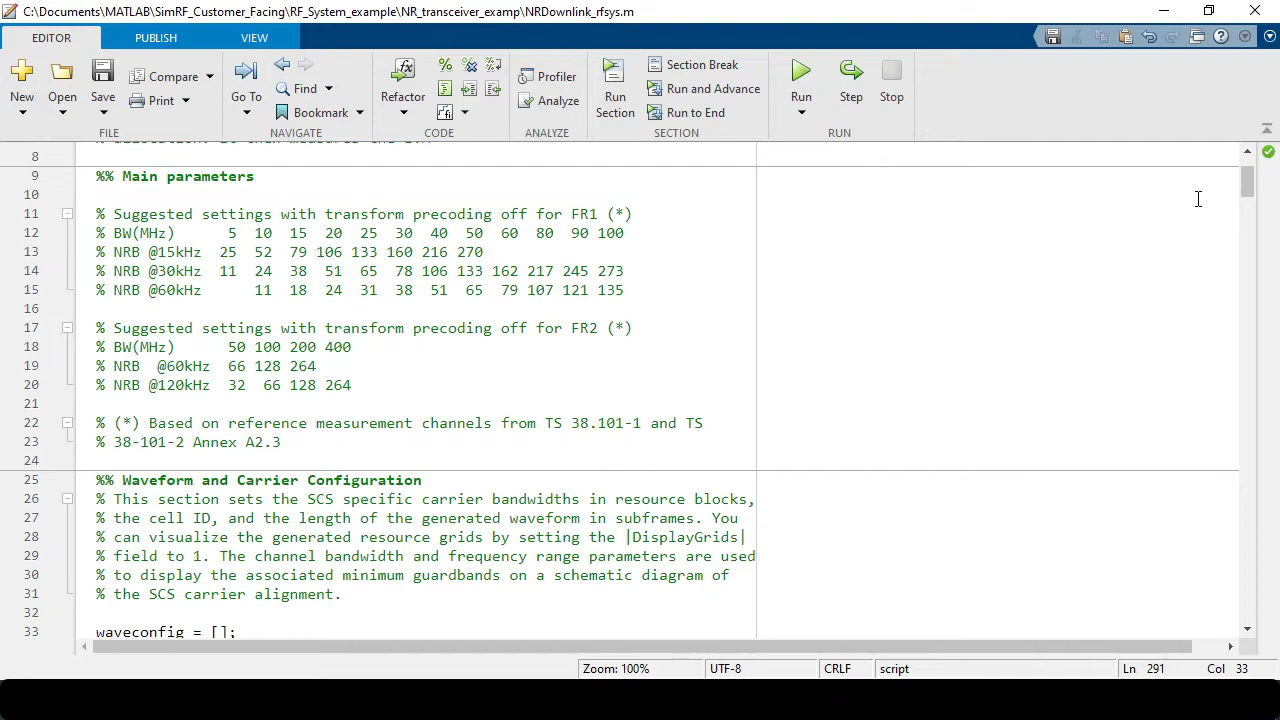 C:\Documents\MATLAB\SimRF_Customer_Facing\RF_System_example\NR_transceiver_examp\NRDownlink_rfsys.m
EDITOR PUBLISH VIEW
New Open Save Compare Print
Go To Find Bookmark
Refactor
Profiler Analyze
Run Section Section Break Run and Advance Run to End
Run Step Stop
FILE NAVIGATE CODE ANALYZE SECTION RUN
8
9 %% Main parameters
10
11 % Suggested settings with transform precoding off for FR1 (*)
12 % BW(MHz) 5 10 15 20 25 30 40 50 60 80 90 100
13 % NRB @15kHz 25 52 79 106 133 160 216 270
14 % NRB @30kHz 11 24 38 51 65 78 106 133 162 217 245 273
15 % NRB @60kHz 11 18 24 31 38 51 65 79 107 121 135
16
17 % Suggested settings with transform precoding off for FR2 (*)
18 % BW(MHz) 50 100 200 400
19 % NRB @60kHz 66 128 264
20 % NRB @120kHz 32 66 128 264
21
22 % (*) Based on reference measurement channels from TS 38.101-1 and TS
23 % 38-101-2 Annex A2.3
24
25 %% Waveform and Carrier Configuration
26 % This section sets the SCS specific carrier bandwidths in resource blocks,
27 % the cell ID, and the length of the generated waveform in subframes. You
28 % can visualize the generated resource grids by setting the |DisplayGrids|
29 % field to 1. The channel bandwidth and frequency range parameters are used
30 % to display the associated minimum guardbands on a schematic diagram of
31 % the SCS carrier alignment.
32
33 waveconfig = [];
Zoom: 100% UTF-8 CRLF script Ln 291 Col 33